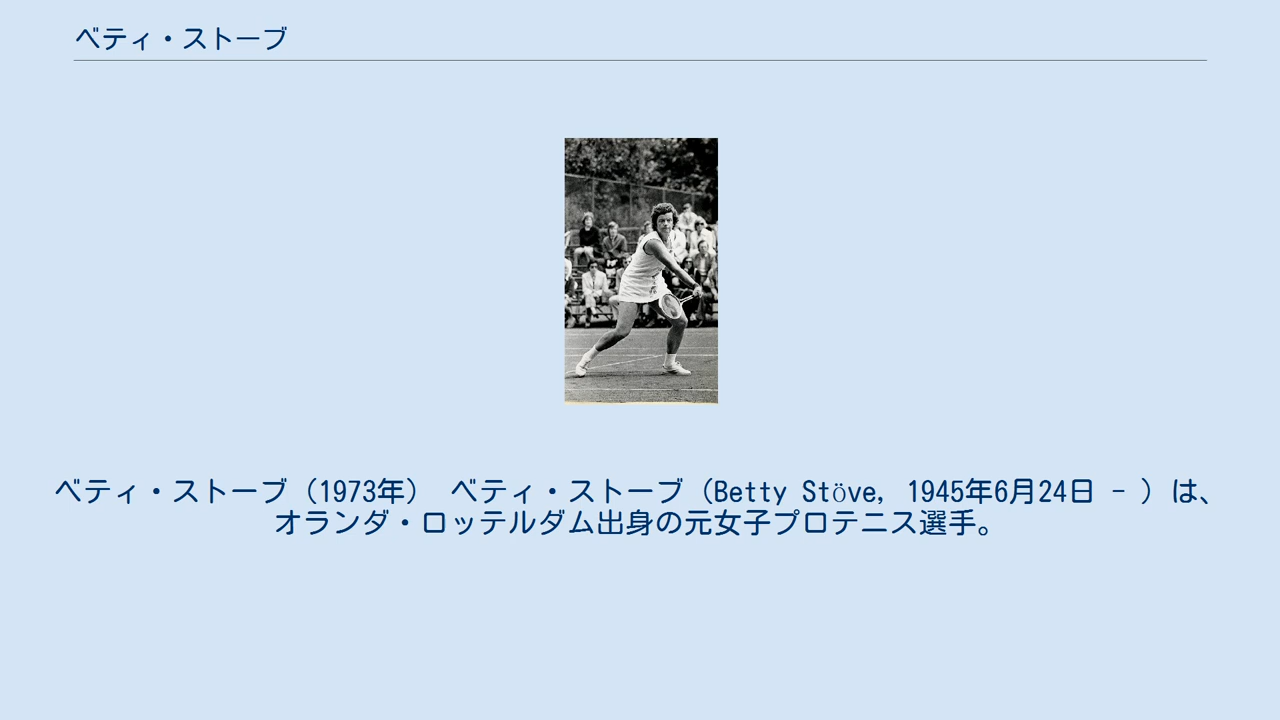 ベティ・ストーブ
ベティ・ストーブ（1973年） ベティ・ストーブ（Betty Stöve, 1945年6月24日 - ）は、
オランダ・ロッテルダム出身の元女子プロテニス選手。